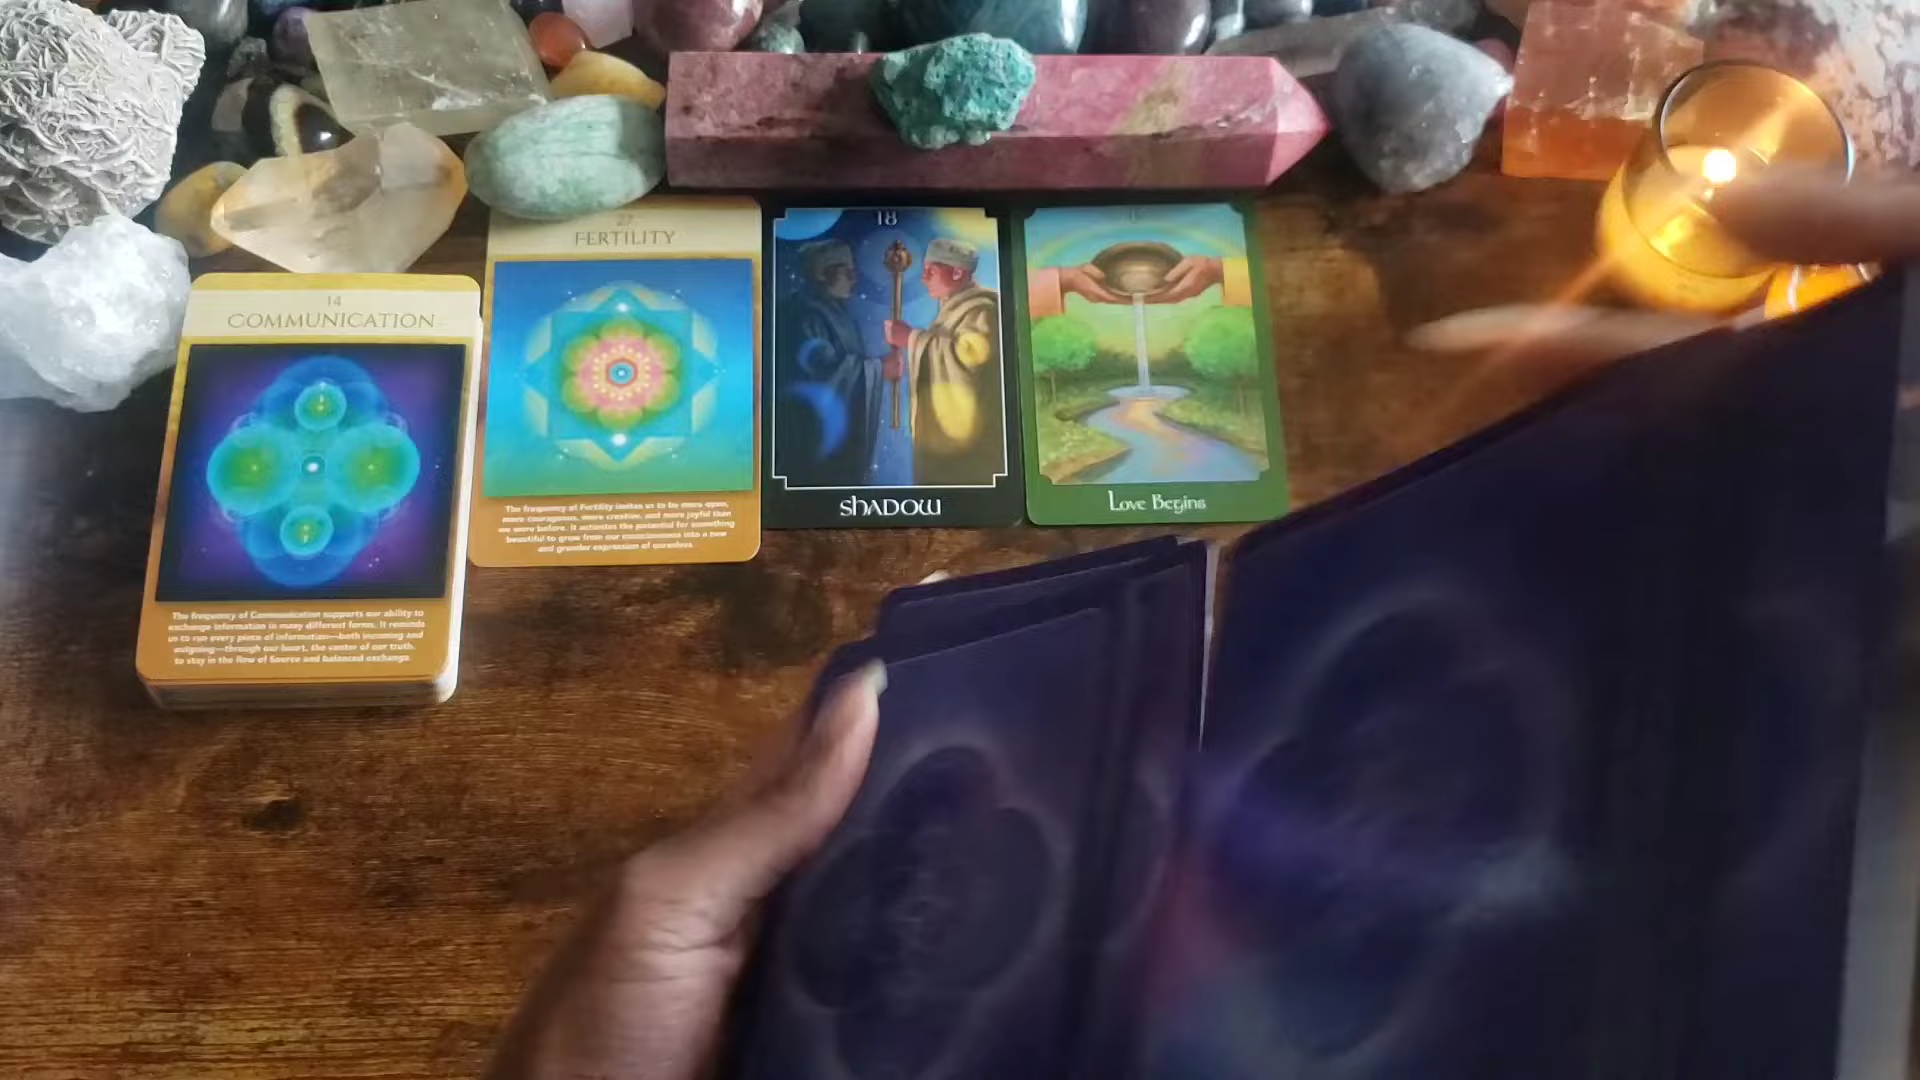 14
COMMUNICATION
The frequency of Communication supports our ability to
exchange information in many different forms. It reminds
us to run every piece of information—both incoming and
outgoing—through our heart, the center of our truth,
to stay in the flow of Source and balanced exchange.
27
FERTILITY
The frequency of Fertility invites us to be more open,
more courageous, more creative, and more joyful than
we were before. It activates the potential for something
beautiful to grow from our consciousness into a new
and grander expression of ourselves.
18
SHADOW
Love Begins